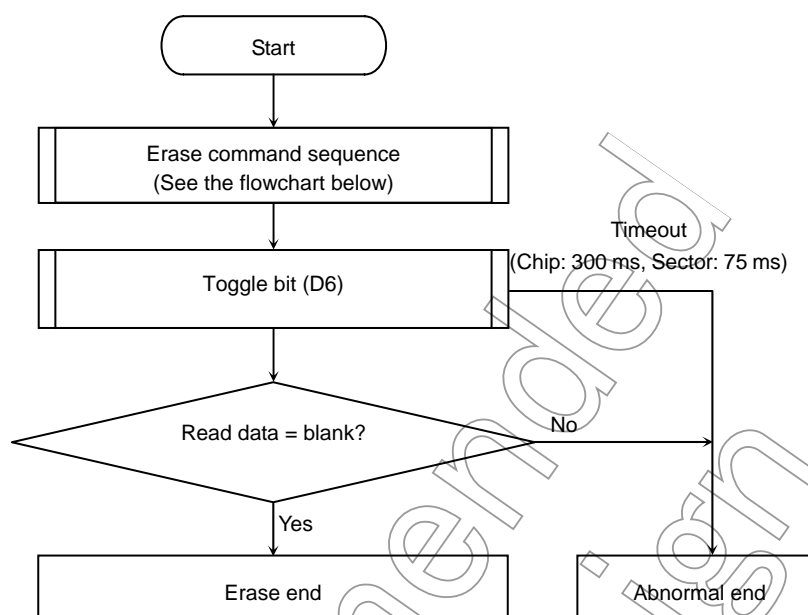 Start
Erase command sequence
(See the flowchart below)
Timeout
(Chip: 300 ms, Sector: 75 ms)
Toggle bit (D6)
Read data = blank?
No
Yes
Erase end
Abnormal end